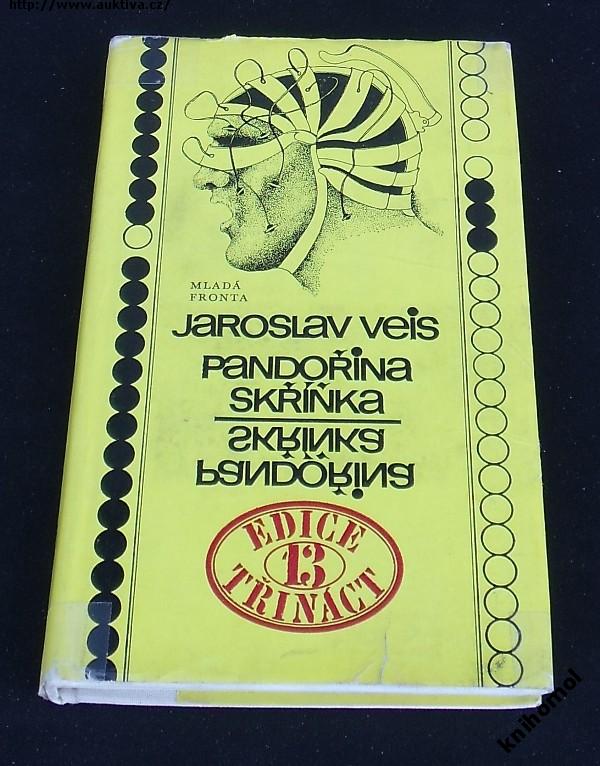 http://www.auktiva.cz/
MLADÁ
FRONTA
JAROSLAV VEIS
PANDOŘINA
SKŘÍŇKA
SKŘÍŇKA
PANDOŘINA
EDICE
13
TŘINÁCT
knihomol